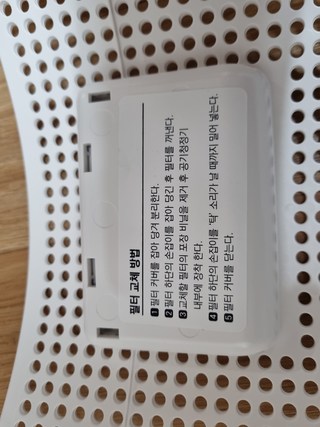 필터 교체 방법
1 필터 커버를 잡아 당겨 분리한다.
2 필터 하단의 손잡이를 잡아 당긴 후 필터를 꺼낸다.
3 교체할 필터의 포장 비닐을 제거 후 공기청정기
내부에 장착 한다.
4 필터 하단의 손잡이를 '탁' 소리가 날 때까지 밀어 넣는다.
5 필터 커버를 닫는다.